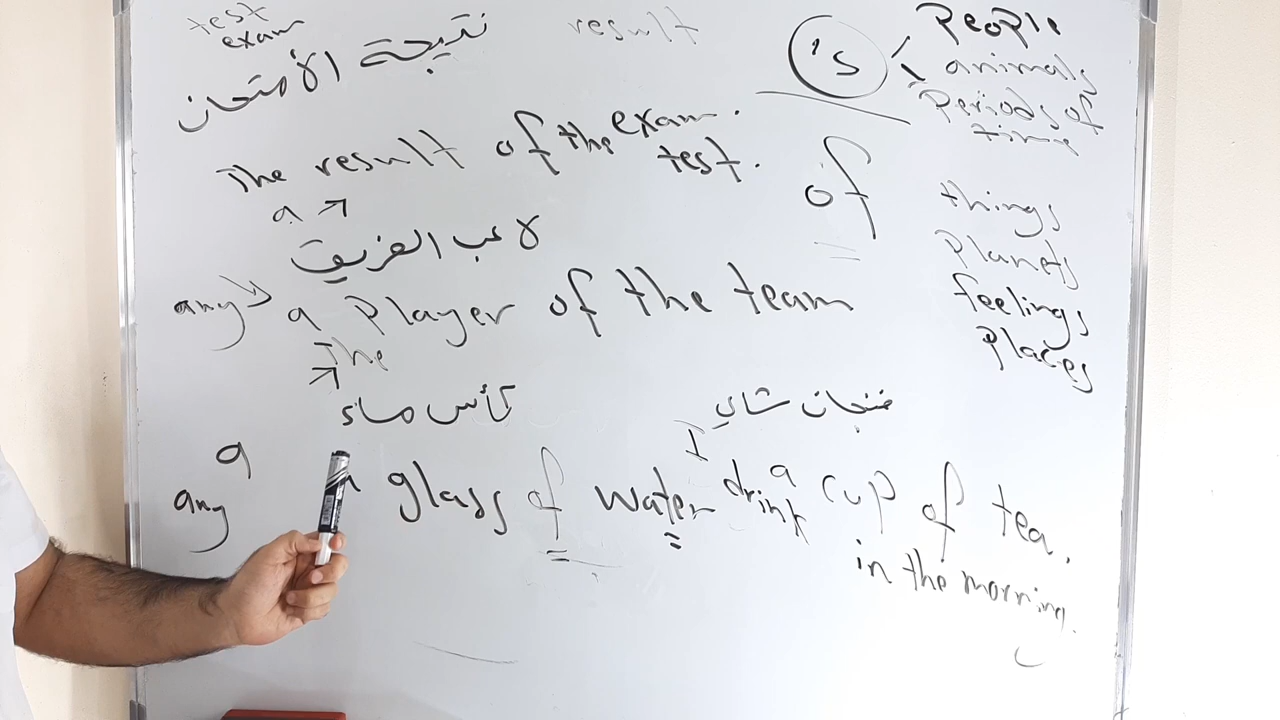 test
exam
نتيجة الأمتحان
result
's
People
animals
Periods of
time
The result of the exam.
test.
a
of
things
Planets
feelings
Places
لاعب الفريق
any a Player of the team
The
كأس ماء
فنجان شاي
a
any a glass of water
I drink a cup of tea.
in the morning.